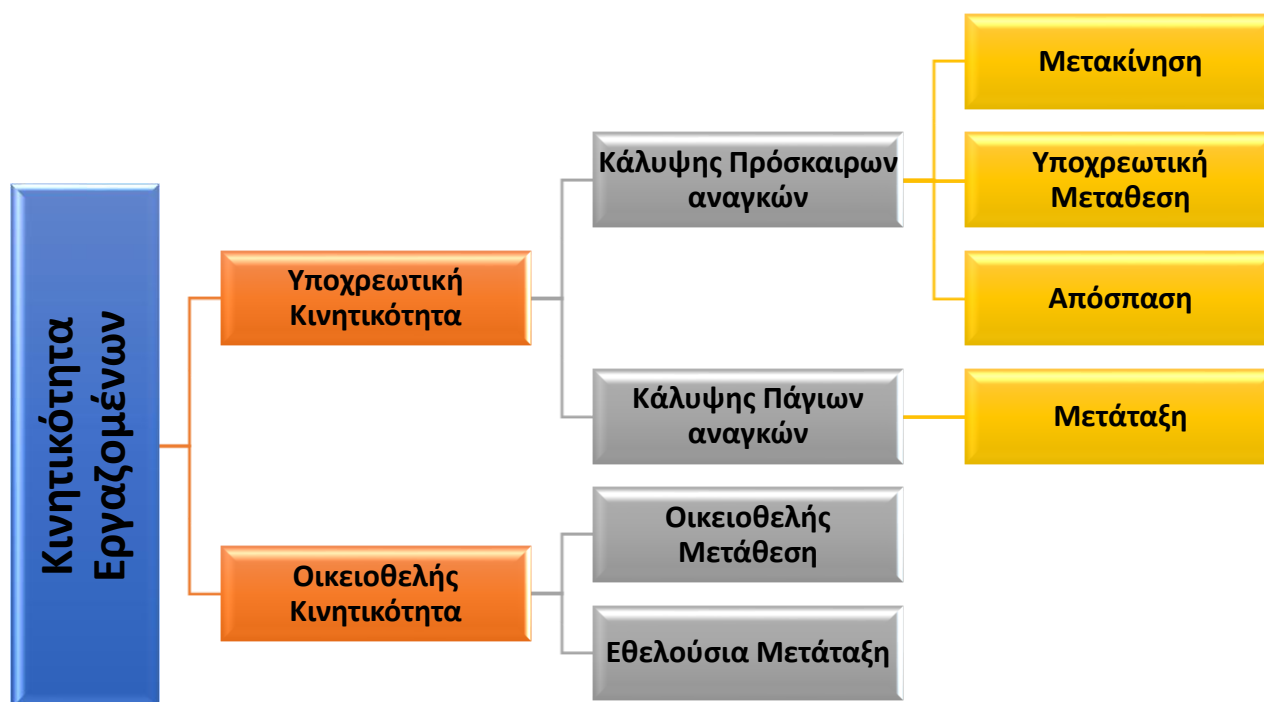 Κινητικότητα
Εργαζομένων
Υποχρεωτική
Κινητικότητα
Κάλυψης Πρόσκαιρων
αναγκών
Μετακίνηση
Υποχρεωτική
Μεταθεση
Απόσπαση
Κάλυψης Πάγιων
αναγκών
Μετάταξη
Οικειοθελής
Κινητικότητα
Οικειοθελής
Μετάθεση
Εθελούσια Μετάταξη